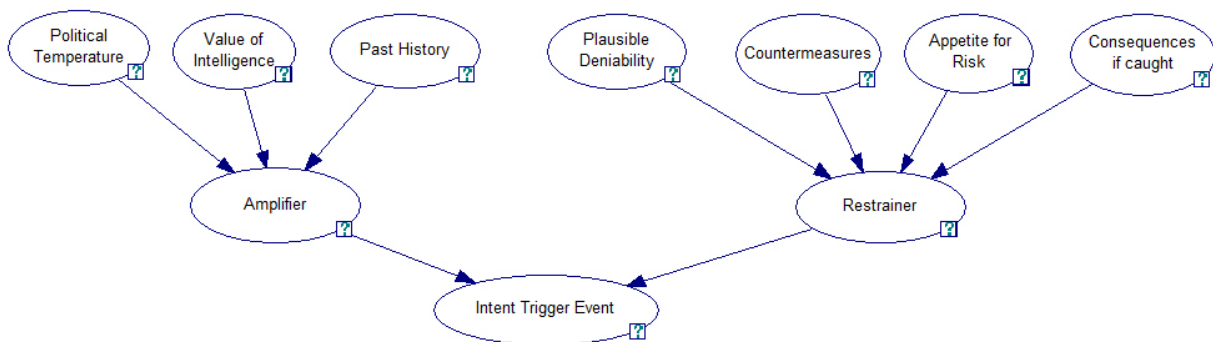 Political
Temperature
?
Value of
Intelligence
?
Past History
?
Plausible
Deniability
?
Countermeasures
?
Appetite for
Risk
?
Consequences
if caught
?
Amplifier
?
Restrainer
?
Intent Trigger Event
?